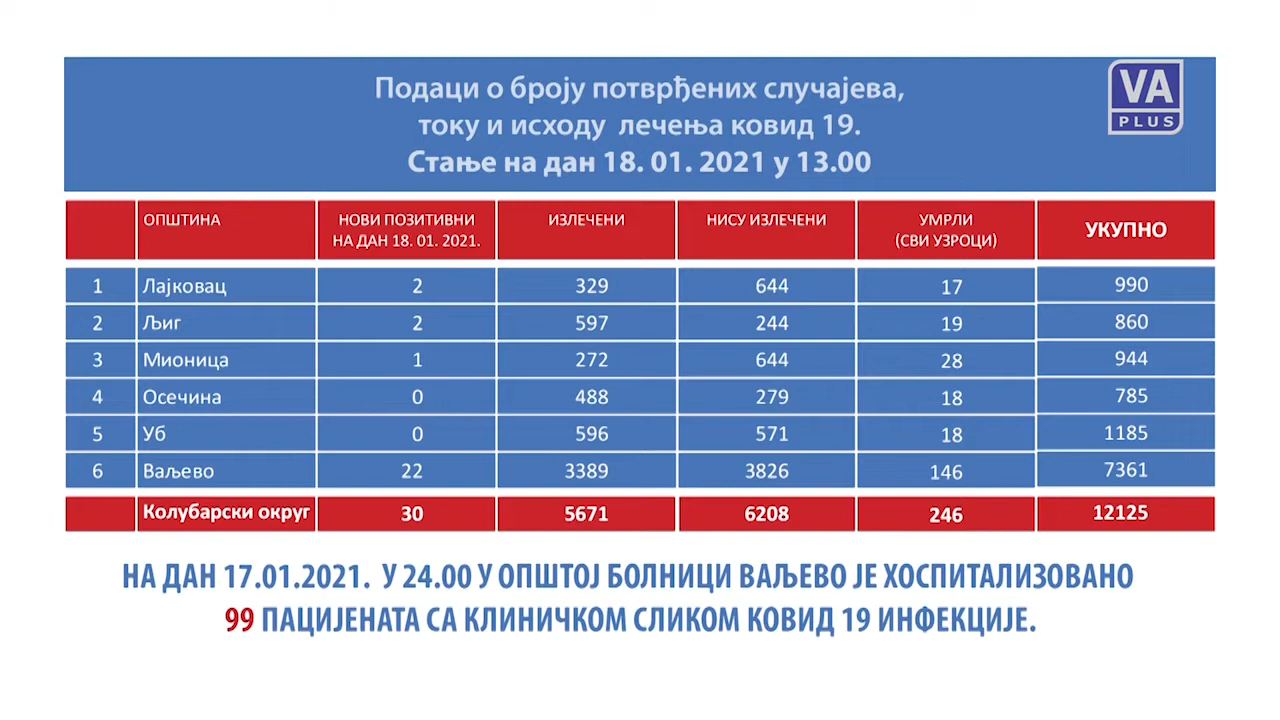 Подаци о броју потврђених случајева,
току и исходу лечења ковид 19.
Стање на дан 18. 01. 2021 у 13.00
VA
PLUS
ОПШТИНА НОВИ ПОЗИТИВНИ НА ДАН 18. 01. 2021. ИЗЛЕЧЕНИ НИСУ ИЗЛЕЧЕНИ УМРЛИ (СВИ УЗРОЦИ) УКУПНО
1 Лајковац 2 329 644 17 990
2 Љиг 2 597 244 19 860
3 Мионица 1 272 644 28 944
4 Осечина 0 488 279 18 785
5 Уб 0 596 571 18 1185
6 Ваљево 22 3389 3826 146 7361
Колубарски округ 30 5671 6208 246 12125
НА ДАН 17.01.2021. У 24.00 У ОПШТОЈ БОЛНИЦИ ВАЉЕВО ЈЕ ХОСПИТАЛИЗОВАНО
99 ПАЦИЈЕНАТА СА КЛИНИЧКОМ СЛИКОМ КОВИД 19 ИНФЕКЦИЈЕ.